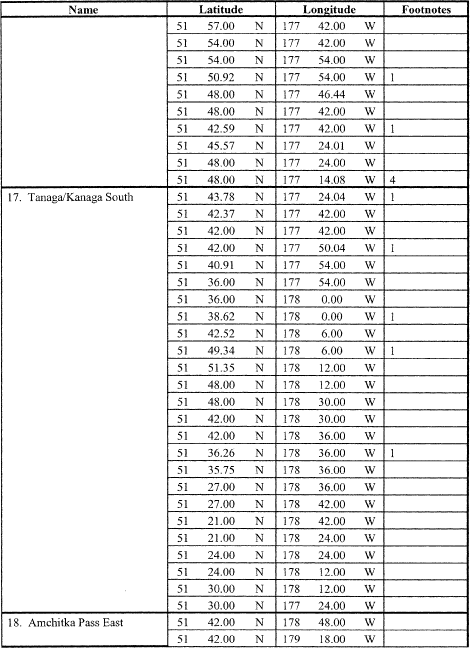 Name Latitude Longitude Footnotes
51 57.00 N 177 42.00 W
51 54.00 N 177 42.00 W
51 54.00 N 177 54.00 W
51 50.92 N 177 54.00 W 1
51 48.00 N 177 46.44 W
51 48.00 N 177 42.00 W
51 42.59 N 177 42.00 W 1
51 45.57 N 177 24.01 W
51 48.00 N 177 24.00 W
51 48.00 N 177 14.08 W 4
17. Tanaga/Kanaga South 51 43.78 N 177 24.04 W 1
51 42.37 N 177 42.00 W
51 42.00 N 177 42.00 W
51 42.00 N 177 50.04 W 1
51 40.91 N 177 54.00 W
51 36.00 N 177 54.00 W
51 36.00 N 178 0.00 W
51 38.62 N 178 0.00 W 1
51 42.52 N 178 6.00 W
51 49.34 N 178 6.00 W 1
51 51.35 N 178 12.00 W
51 48.00 N 178 12.00 W
51 48.00 N 178 30.00 W
51 42.00 N 178 30.00 W
51 42.00 N 178 36.00 W
51 36.26 N 178 36.00 W 1
51 35.75 N 178 36.00 W
51 27.00 N 178 36.00 W
51 27.00 N 178 42.00 W
51 21.00 N 178 42.00 W
51 21.00 N 178 24.00 W
51 24.00 N 178 24.00 W
51 24.00 N 178 12.00 W
51 30.00 N 178 12.00 W
51 30.00 N 177 24.00 W
18. Amchitka Pass East 51 42.00 N 178 48.00 W
51 42.00 N 179 18.00 W